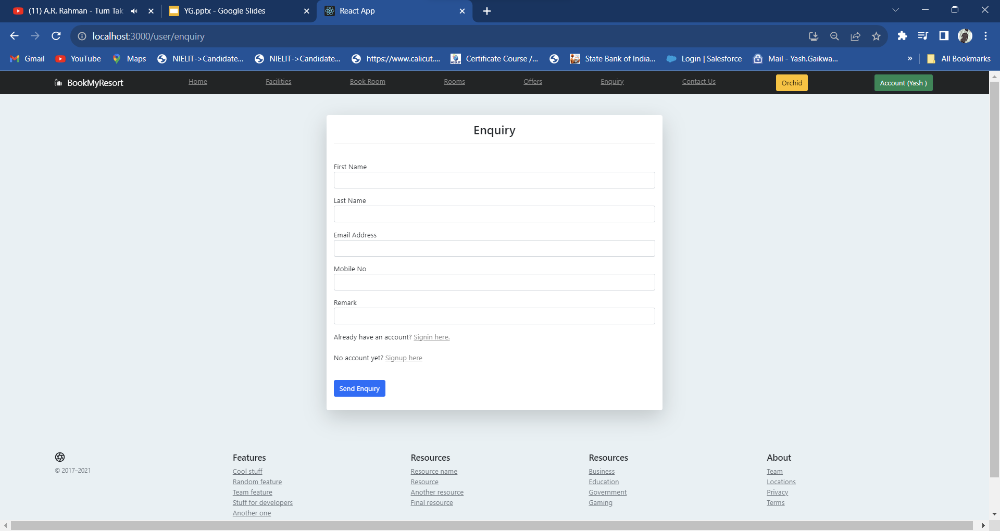 (11) A.R. Rahman - Tum Tak
YG.pptx - Google Slides
React App
localhost:3000/user/enquiry
Gmail
YouTube
Maps
NIELIT->Candidate...
NIELIT->Candidate...
https://www.calicut....
Certificate Course /...
State Bank of India...
Login | Salesforce
Mail - Yash.Gaikwa...
»
All Bookmarks
BookMyResort
Home
Facilities
Book Room
Rooms
Offers
Enquiry
Contact Us
Orchid
Account (Yash )
Enquiry
First Name
Last Name
Email Address
Mobile No
Remark
Already have an account? Signin here.
No account yet? Signup here
Send Enquiry
© 2017–2021
Features
Cool stuff
Random feature
Team feature
Stuff for developers
Another one
Resources
Resource name
Resource
Another resource
Final resource
Resources
Business
Education
Government
Gaming
About
Team
Locations
Privacy
Terms